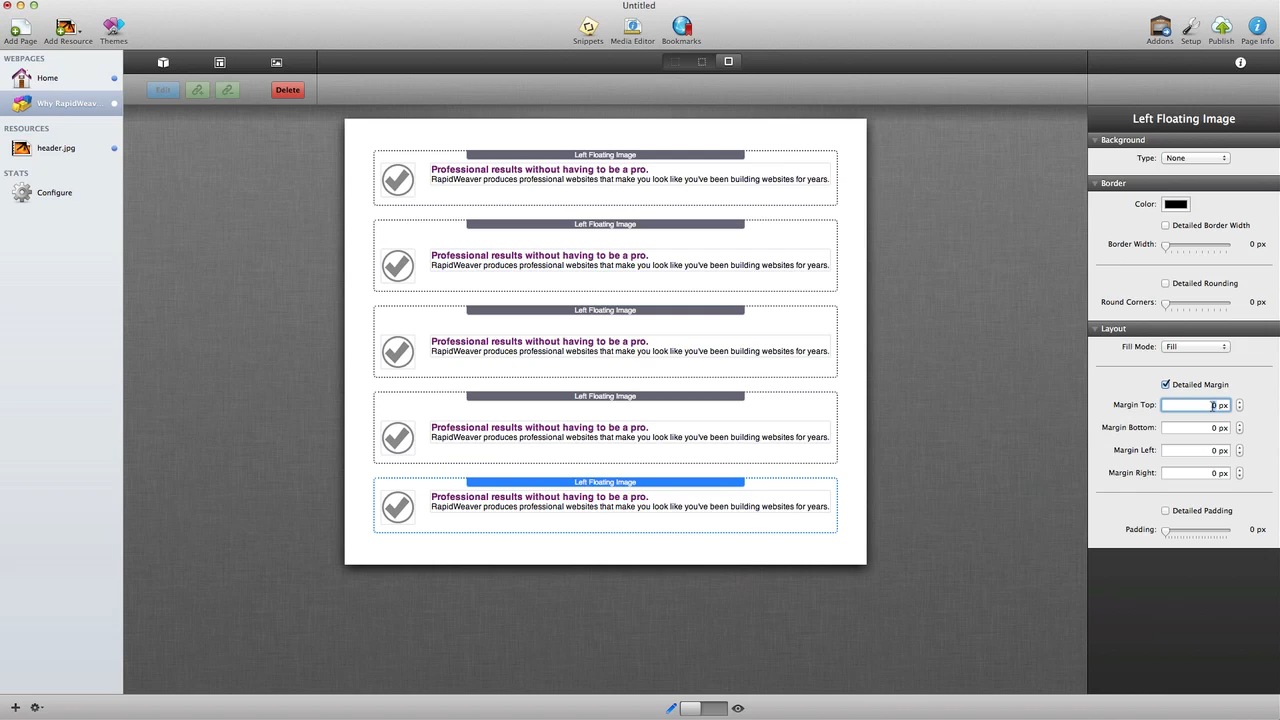 Untitled
Add Page
Add Resource
Themes
Snippets
Media Editor
Bookmarks
Addons
Setup
Publish
Page Info
WEBPAGES
Home
Why RapidWeav...
RESOURCES
header.jpg
STATS
Configure
Edit
Delete
Left Floating Image
Professional results without having to be a pro.
RapidWeaver produces professional websites that make you look like you've been building websites for years.
Left Floating Image
Professional results without having to be a pro.
RapidWeaver produces professional websites that make you look like you've been building websites for years.
Left Floating Image
Professional results without having to be a pro.
RapidWeaver produces professional websites that make you look like you've been building websites for years.
Left Floating Image
Professional results without having to be a pro.
RapidWeaver produces professional websites that make you look like you've been building websites for years.
Left Floating Image
Professional results without having to be a pro.
RapidWeaver produces professional websites that make you look like you've been building websites for years.
Left Floating Image
Background
Type: None
Border
Color:
Detailed Border Width
Border Width: 0 px
Detailed Rounding
Round Corners: 0 px
Layout
Fill Mode: Fill
Detailed Margin
Margin Top: 0 px
Margin Bottom: 0 px
Margin Left: 0 px
Margin Right: 0 px
Detailed Padding
Padding: 0 px